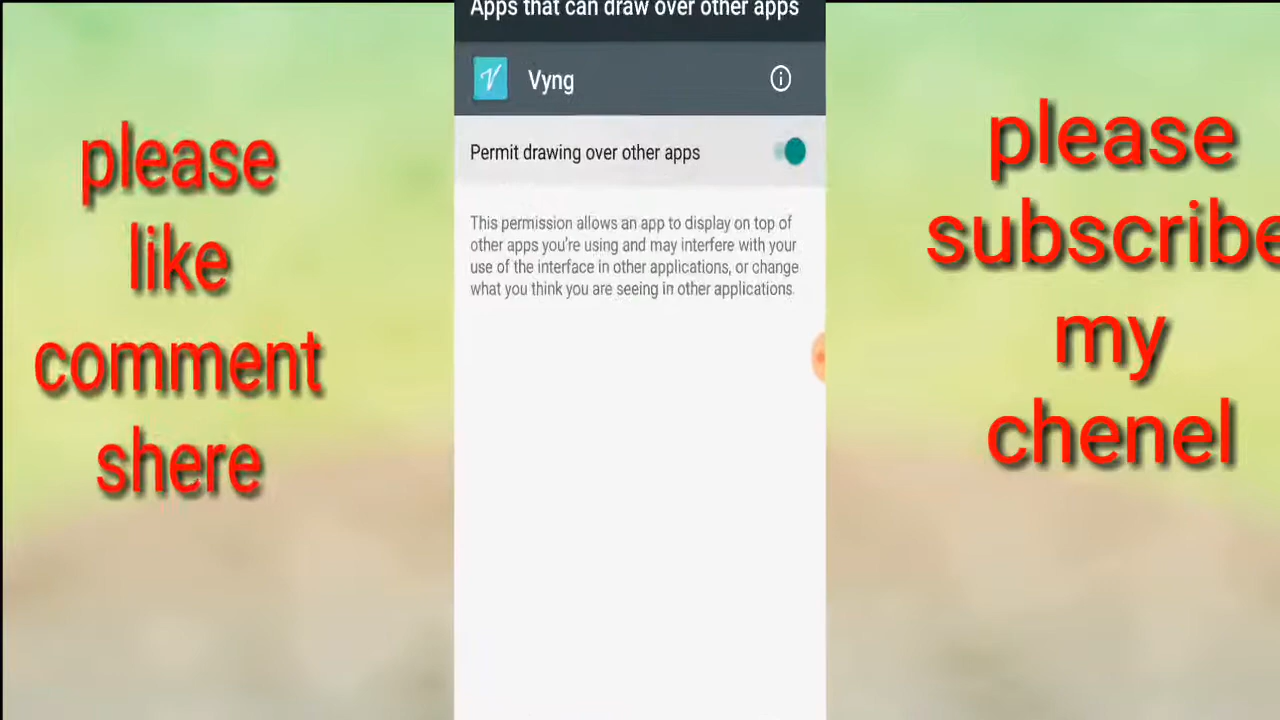 Apps that can draw over other apps
Vyng
Permit drawing over other apps
This permission allows an app to display on top of
other apps you're using and may interfere with your
use of the interface in other applications, or change
what you think you are seeing in other applications.
please
like
comment
shere
please
subscribe
my
chenel